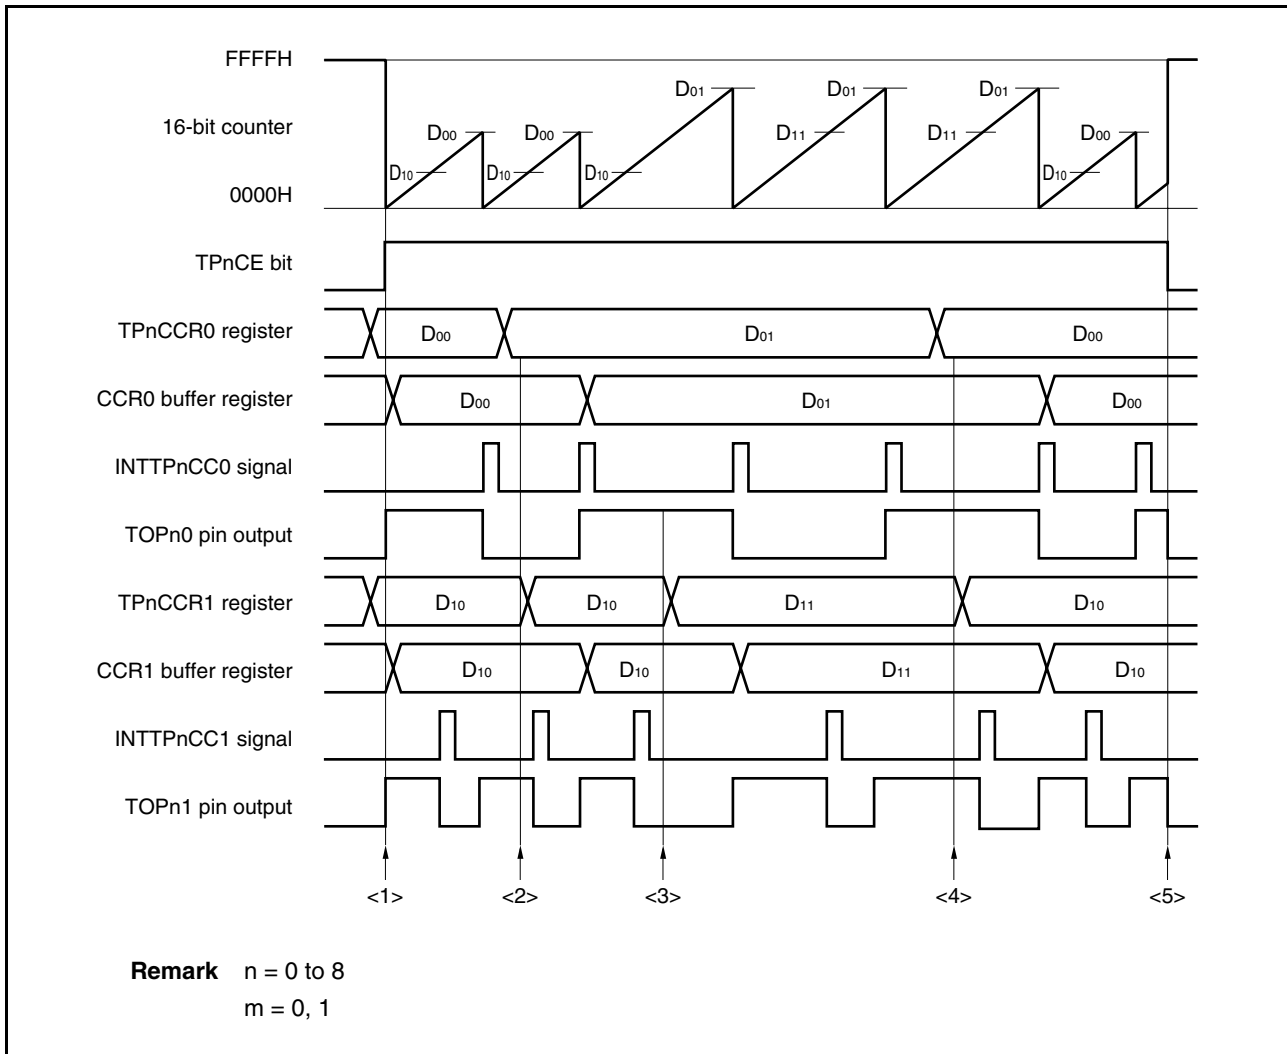 FFFFH
D01 D01 D01
16-bit counter
D00 D00 D11 D11 D00
D10 D10 D10 D10
0000H
TPnCE bit
TPnCCR0 register D00 D01 D00
CCR0 buffer register D00 D01 D00
INTTPnCC0 signal
TOPn0 pin output
TPnCCR1 register D10 D10 D11 D10
CCR1 buffer register D10 D10 D11 D10
INTTPnCC1 signal
TOPn1 pin output
<1> <2> <3> <4> <5>
Remark n = 0 to 8
m = 0, 1